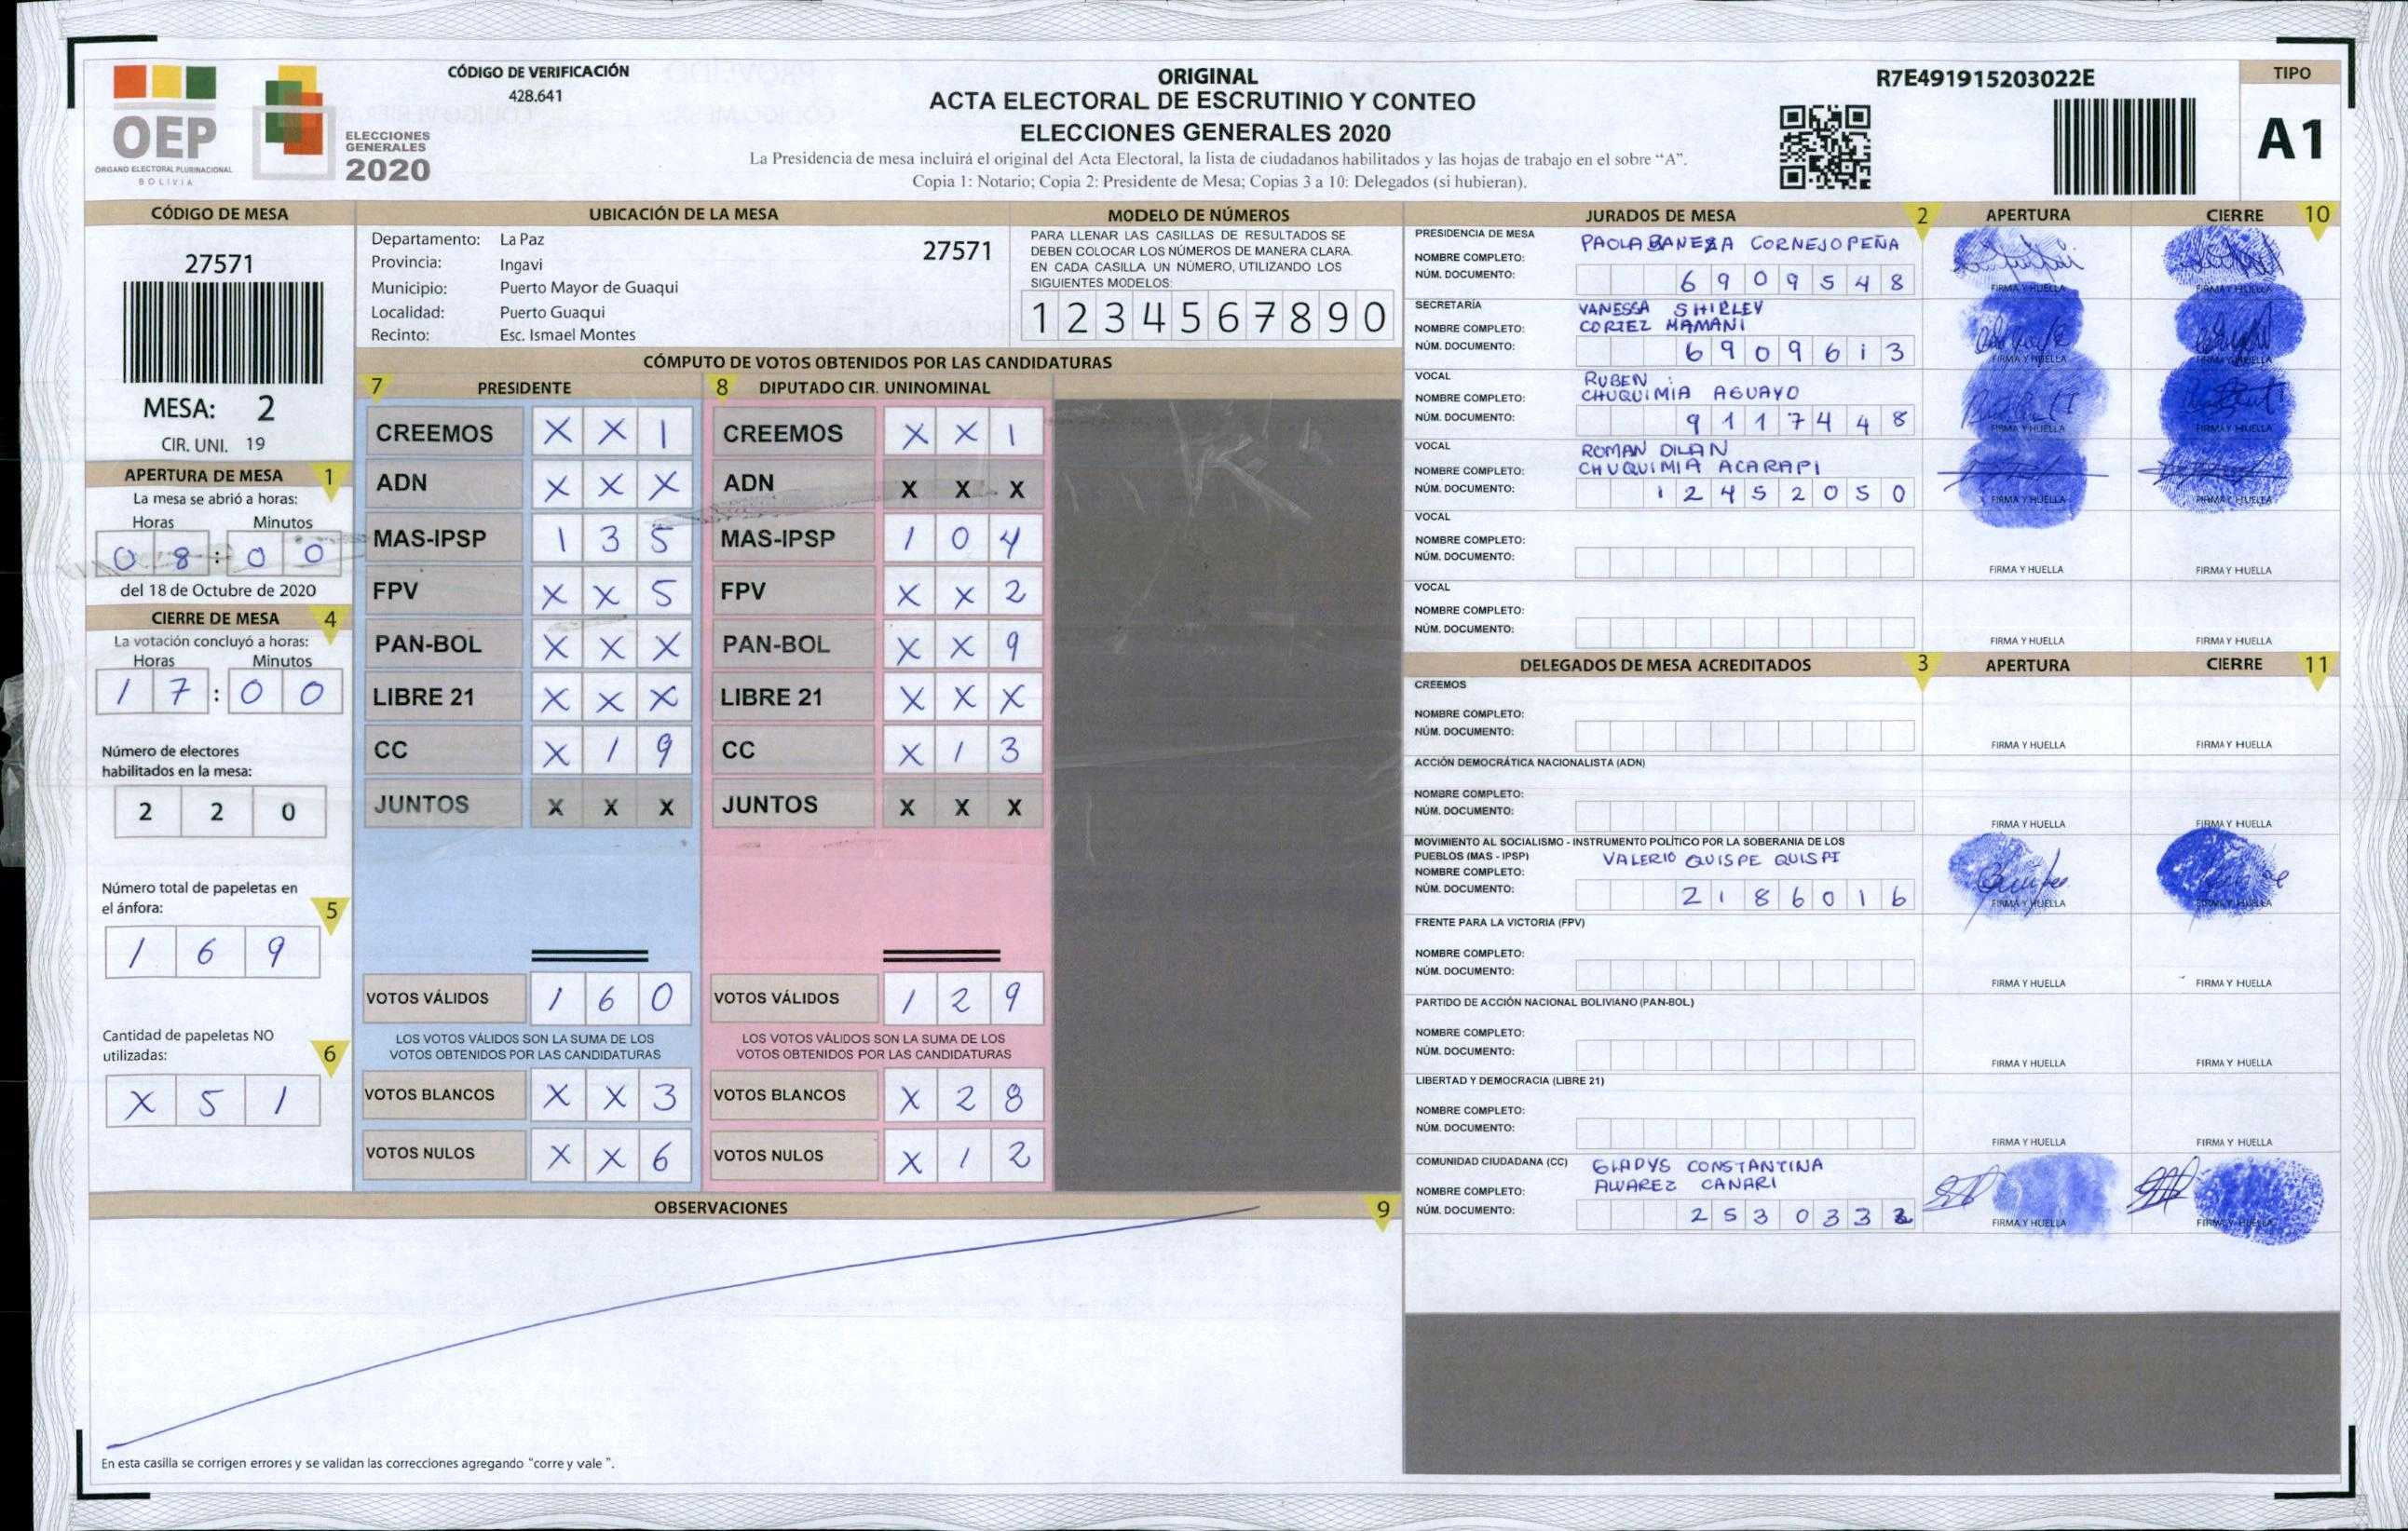 OEP
ÓRGANO ELECTORAL PLURINACIONAL
BOLIVIA
ELECCIONES
GENERALES
2020
CÓDIGO DE VERIFICACIÓN
428.641
ORIGINAL
ACTA ELECTORAL DE ESCRUTINIO Y CONTEO
ELECCIONES GENERALES 2020
La Presidencia de mesa incluirá el original del Acta Electoral, la lista de ciudadanos habilitados y las hojas de trabajo en el sobre “A”.
Copia 1: Notario; Copia 2: Presidente de Mesa; Copias 3 a 10: Delegados (si hubieran).
R7E491915203022E
TIPO
A1
CÓDIGO DE MESA
27571
MESA: 2
CIR. UNI. 19
APERTURA DE MESA 1
La mesa se abrió a horas:
Horas Minutos
0 8 : 0 0
del 18 de Octubre de 2020
CIERRE DE MESA 4
La votación concluyó a horas:
Horas Minutos
1 7 : 0 0
Número de electores
habilitados en la mesa:
2 2 0
Número total de papeletas en
el ánfora: 5
1 6 9
Cantidad de papeletas NO
utilizadas: 6
X 5 1
UBICACIÓN DE LA MESA
Departamento: La Paz 27571
Provincia: Ingavi
Municipio: Puerto Mayor de Guaqui
Localidad: Puerto Guaqui
Recinto: Esc. Ismael Montes
MODELO DE NÚMEROS
PARA LLENAR LAS CASILLAS DE RESULTADOS SE
DEBEN COLOCAR LOS NÚMEROS DE MANERA CLARA.
EN CADA CASILLA UN NÚMERO, UTILIZANDO LOS
SIGUIENTES MODELOS:
1 2 3 4 5 6 7 8 9 0
CÓMPUTO DE VOTOS OBTENIDOS POR LAS CANDIDATURAS
7 PRESIDENTE 8 DIPUTADO CIR. UNINOMINAL
CREEMOS X X 1 CREEMOS X X 1
ADN X X X ADN X X X
MAS-IPSP 1 3 5 MAS-IPSP 1 0 4
FPV X X 5 FPV X X 2
PAN-BOL X X X PAN-BOL X X 9
LIBRE 21 X X X LIBRE 21 X X X
CC X 1 9 CC X 1 3
JUNTOS X X X JUNTOS X X X
VOTOS VÁLIDOS 1 6 0 VOTOS VÁLIDOS 1 2 9
LOS VOTOS VÁLIDOS SON LA SUMA DE LOS LOS VOTOS VÁLIDOS SON LA SUMA DE LOS
VOTOS OBTENIDOS POR LAS CANDIDATURAS VOTOS OBTENIDOS POR LAS CANDIDATURAS
VOTOS BLANCOS X X 3 VOTOS BLANCOS X 2 8
VOTOS NULOS X X 6 VOTOS NULOS X 1 2
OBSERVACIONES 9
En esta casilla se corrigen errores y se validan las correcciones agregando "corre y vale ".
JURADOS DE MESA 2 APERTURA CIERRE 10
PRESIDENCIA DE MESA PAOLA BANEZA CORNEJO PEÑA
NOMBRE COMPLETO:
NÚM. DOCUMENTO: 6 9 0 9 5 4 8
FIRMA Y HUELLA FIRMA Y HUELLA
SECRETARÍA VANESSA SHIRLEY
NOMBRE COMPLETO: CORTEZ MAMANI
NÚM. DOCUMENTO: 6 9 0 9 6 1 3
FIRMA Y HUELLA FIRMA Y HUELLA
VOCAL RUBEN
NOMBRE COMPLETO: CHUQUIMIA AGUAYO
NÚM. DOCUMENTO: 9 1 1 7 4 4 8
FIRMA Y HUELLA FIRMA Y HUELLA
VOCAL ROMAN DILAN
NOMBRE COMPLETO: CHUQUIMIA ACARAPI
NÚM. DOCUMENTO: 1 2 4 5 2 0 5 0
FIRMA Y HUELLA FIRMA Y HUELLA
VOCAL
NOMBRE COMPLETO:
NÚM. DOCUMENTO:
FIRMA Y HUELLA FIRMA Y HUELLA
VOCAL
NOMBRE COMPLETO:
NÚM. DOCUMENTO:
FIRMA Y HUELLA FIRMA Y HUELLA
DELEGADOS DE MESA ACREDITADOS 3 APERTURA CIERRE 11
CREEMOS
NOMBRE COMPLETO:
NÚM. DOCUMENTO:
FIRMA Y HUELLA FIRMA Y HUELLA
ACCIÓN DEMOCRÁTICA NACIONALISTA (ADN)
NOMBRE COMPLETO:
NÚM. DOCUMENTO:
FIRMA Y HUELLA FIRMA Y HUELLA
MOVIMIENTO AL SOCIALISMO - INSTRUMENTO POLÍTICO POR LA SOBERANIA DE LOS
PUEBLOS (MAS - IPSP) VALERIO QUISPE QUISPI
NOMBRE COMPLETO:
NÚM. DOCUMENTO: 2 1 8 6 0 1 6
FIRMA Y HUELLA FIRMA Y HUELLA
FRENTE PARA LA VICTORIA (FPV)
NOMBRE COMPLETO:
NÚM. DOCUMENTO:
FIRMA Y HUELLA FIRMA Y HUELLA
PARTIDO DE ACCIÓN NACIONAL BOLIVIANO (PAN-BOL)
NOMBRE COMPLETO:
NÚM. DOCUMENTO:
FIRMA Y HUELLA FIRMA Y HUELLA
LIBERTAD Y DEMOCRACIA (LIBRE 21)
NOMBRE COMPLETO:
NÚM. DOCUMENTO:
FIRMA Y HUELLA FIRMA Y HUELLA
COMUNIDAD CIUDADANA (CC) GLADYS CONSTANTINA
NOMBRE COMPLETO: ALVAREZ CANARI
NÚM. DOCUMENTO: 2 5 3 0 3 3
FIRMA Y HUELLA FIRMA Y HUELLA